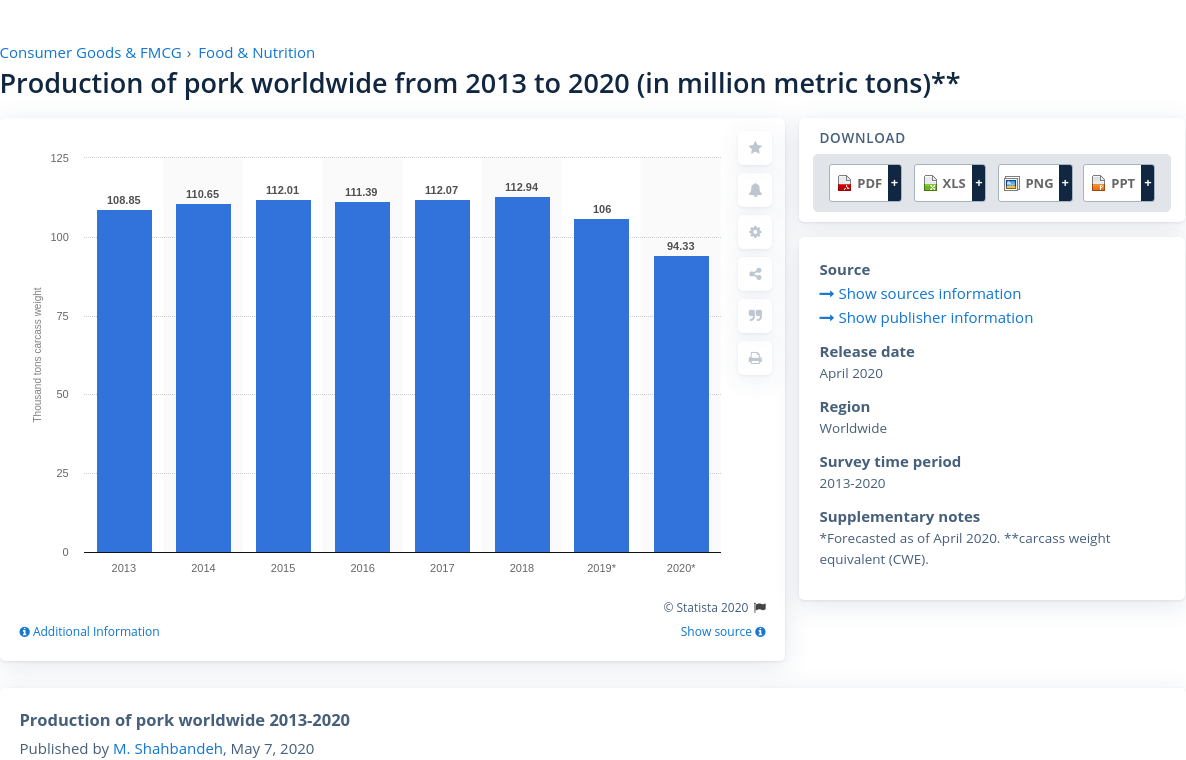 Consumer Goods & FMCG › Food & Nutrition
Production of pork worldwide from 2013 to 2020 (in million metric tons)**
125
100
75
50
25
0
Thousand tons carcass weight
108.85
110.65
112.01
111.39
112.07
112.94
106
94.33
2013
2014
2015
2016
2017
2018
2019*
2020*
© Statista 2020
Additional Information
Show source
DOWNLOAD
PDF + XLS + PNG + PPT +
Source
Show sources information
Show publisher information
Release date
April 2020
Region
Worldwide
Survey time period
2013-2020
Supplementary notes
*Forecasted as of April 2020. **carcass weight
equivalent (CWE).
Production of pork worldwide 2013-2020
Published by M. Shahbandeh, May 7, 2020